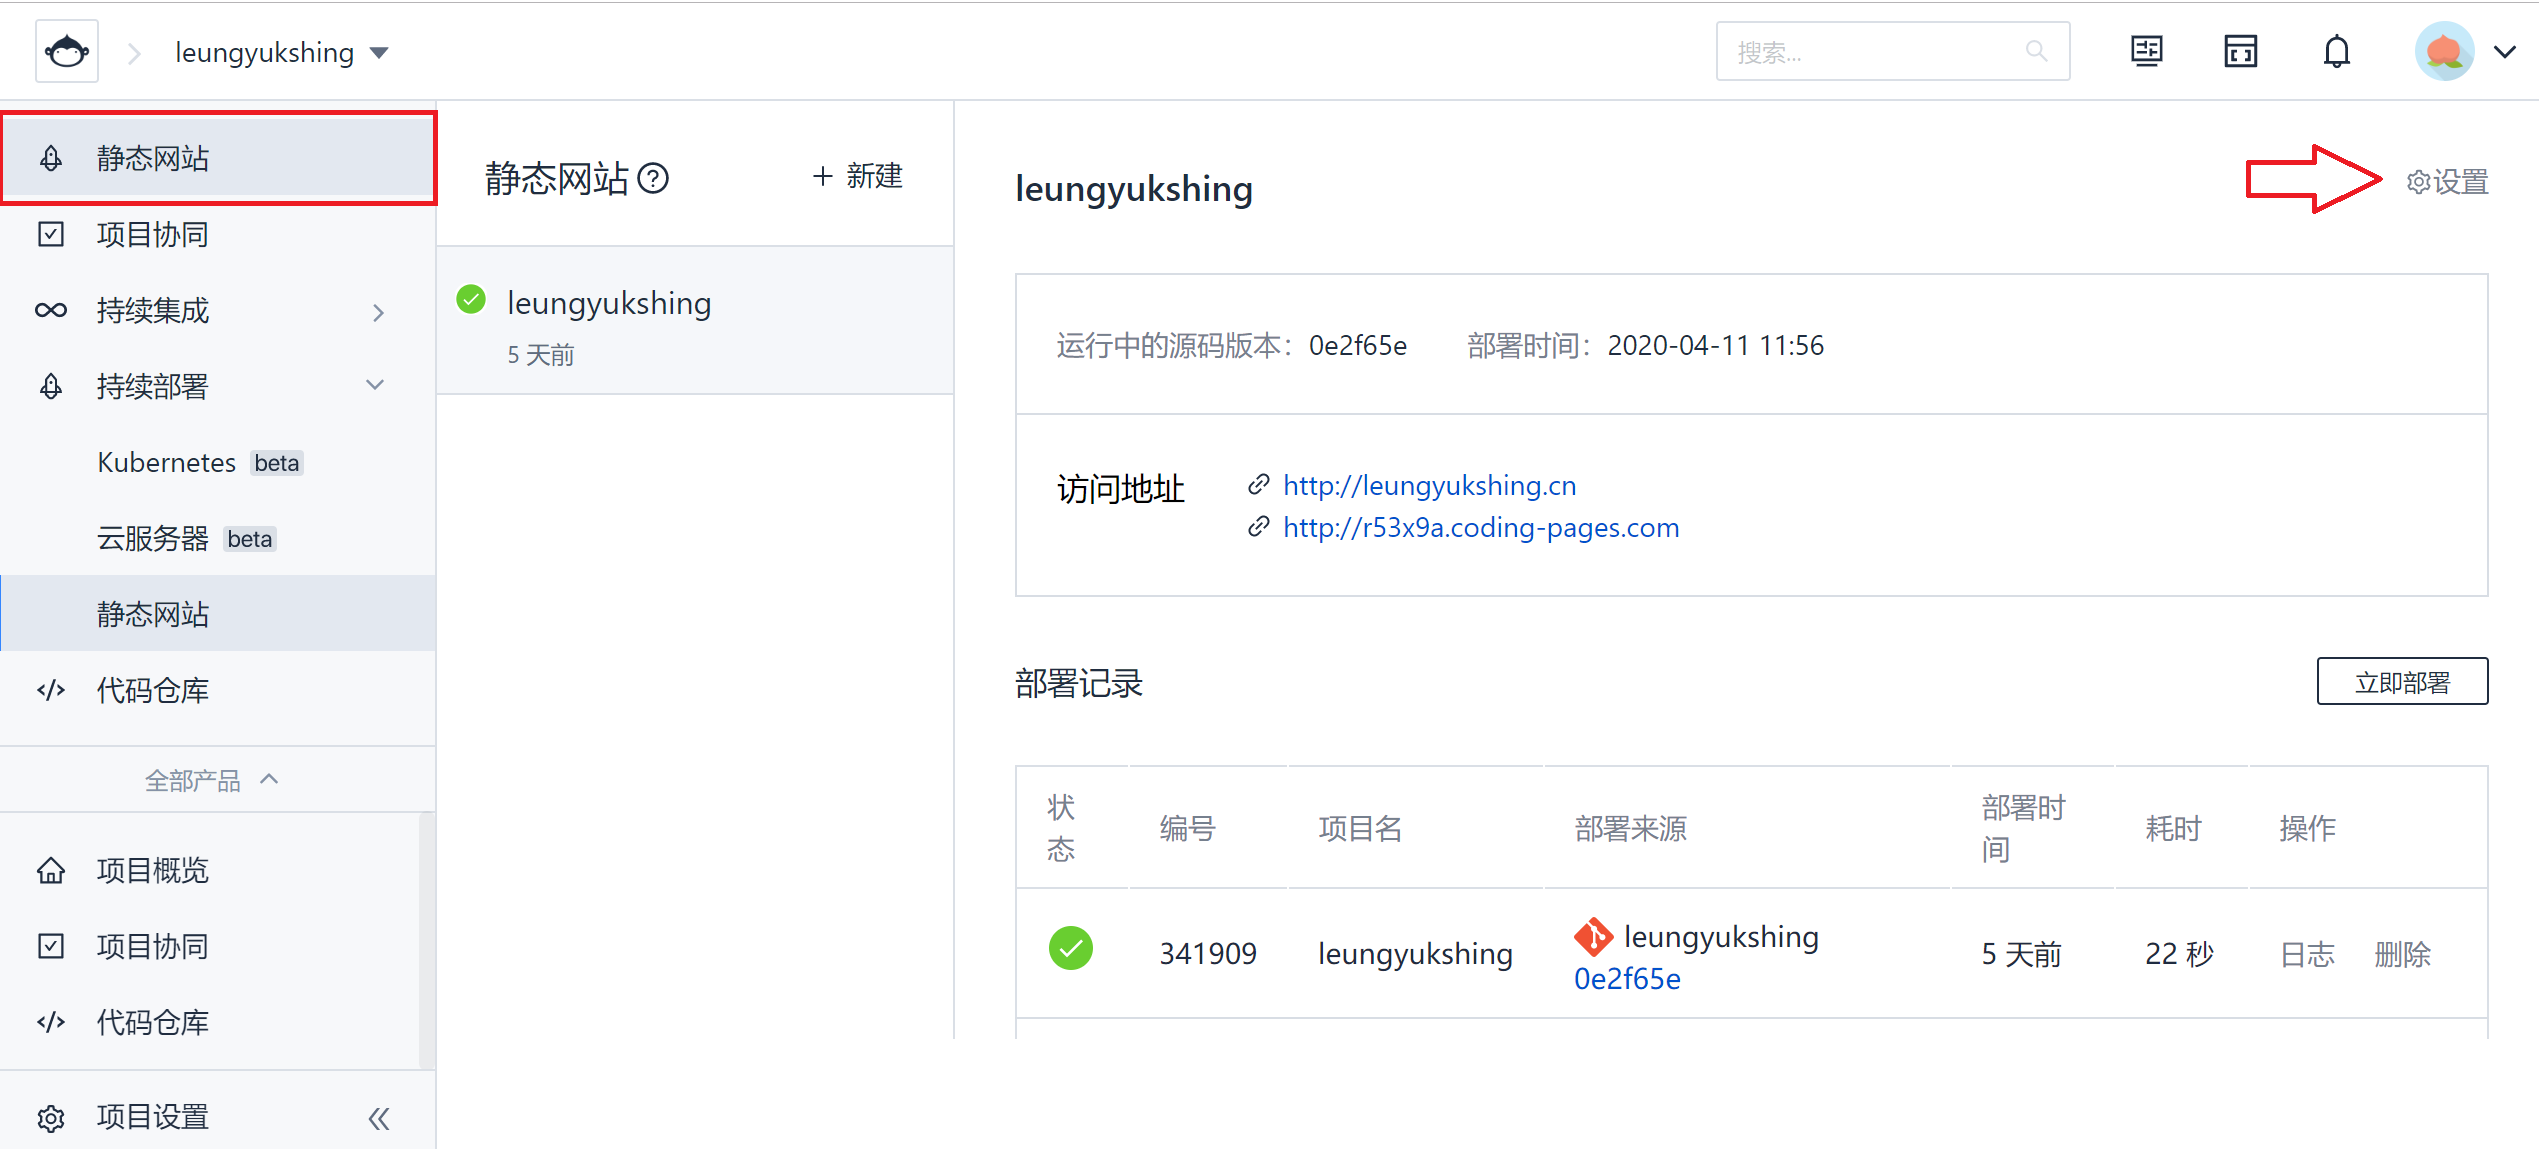 leungyukshing
搜索...
静态网站
项目协同
持续集成
持续部署
Kubernetes beta
云服务器 beta
静态网站
代码仓库
全部产品
项目概览
项目协同
代码仓库
项目设置
静态网站
+ 新建
leungyukshing
5 天前
leungyukshing
设置
运行中的源码版本： 0e2f65e 部署时间： 2020-04-11 11:56
访问地址
http://leungyukshing.cn
http://r53x9a.coding-pages.com
部署记录
立即部署
状态 编号 项目名 部署来源 部署时间 耗时 操作
341909 leungyukshing leungyukshing 5 天前 22 秒 日志 删除
0e2f65e